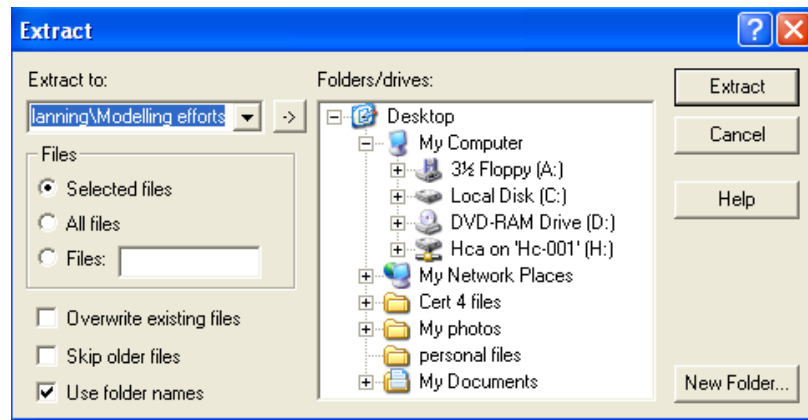 Extract
Extract to:
lanning\Modelling efforts
->
Files
Selected files
All files
Files:
Overwrite existing files
Skip older files
Use folder names
Folders/drives:
Desktop
My Computer
3½ Floppy (A:)
Local Disk (C:)
DVD-RAM Drive (D:)
Hca on 'Hc-001' (H:)
My Network Places
Cert 4 files
My photos
personal files
My Documents
Extract
Cancel
Help
New Folder...